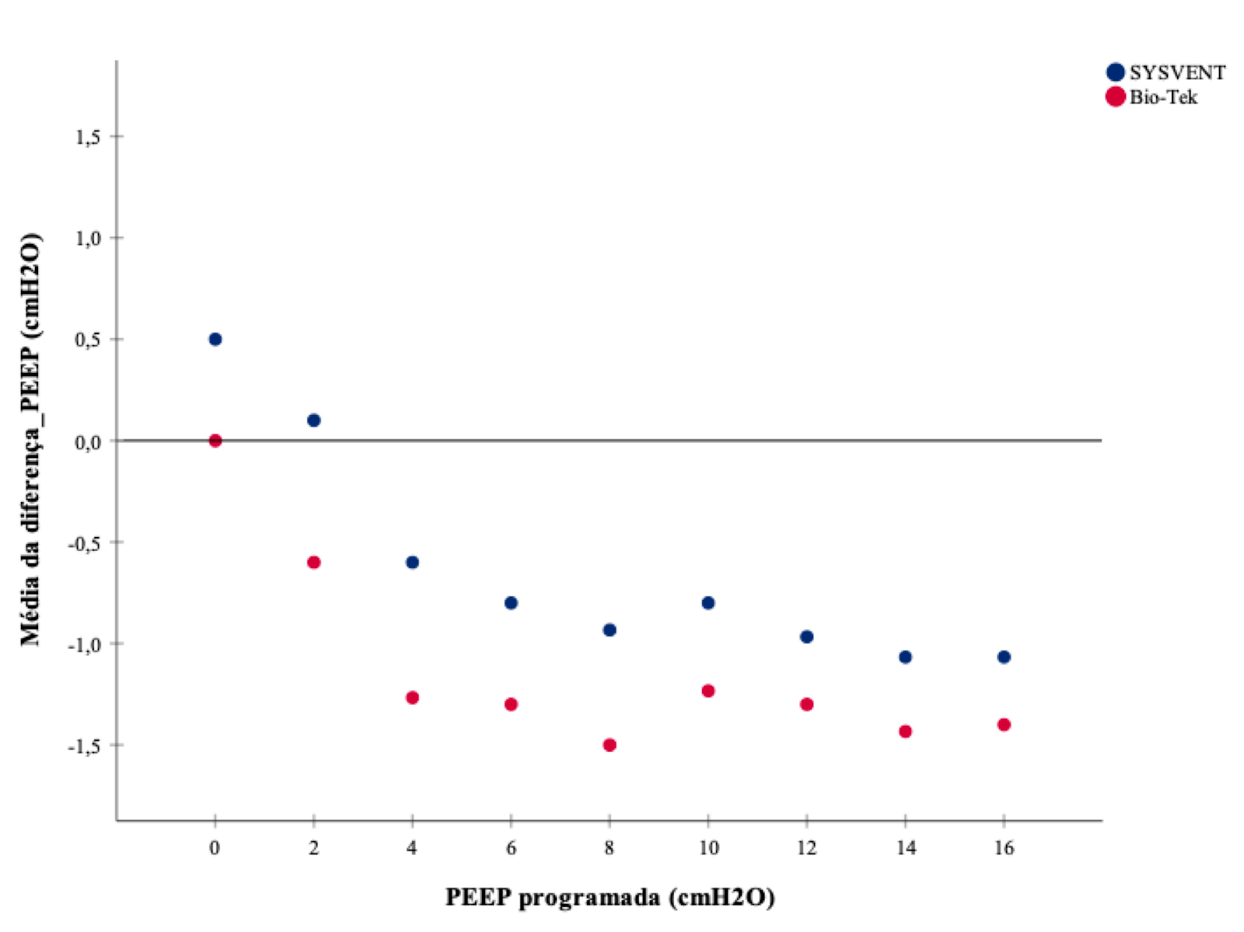 SYSVENT
Bio-Tek
Média da diferença_PEEP (cmH2O)
1,5
1,0
0,5
0,0
-0,5
-1,0
-1,5
0 2 4 6 8 10 12 14 16
PEEP programada (cmH2O)